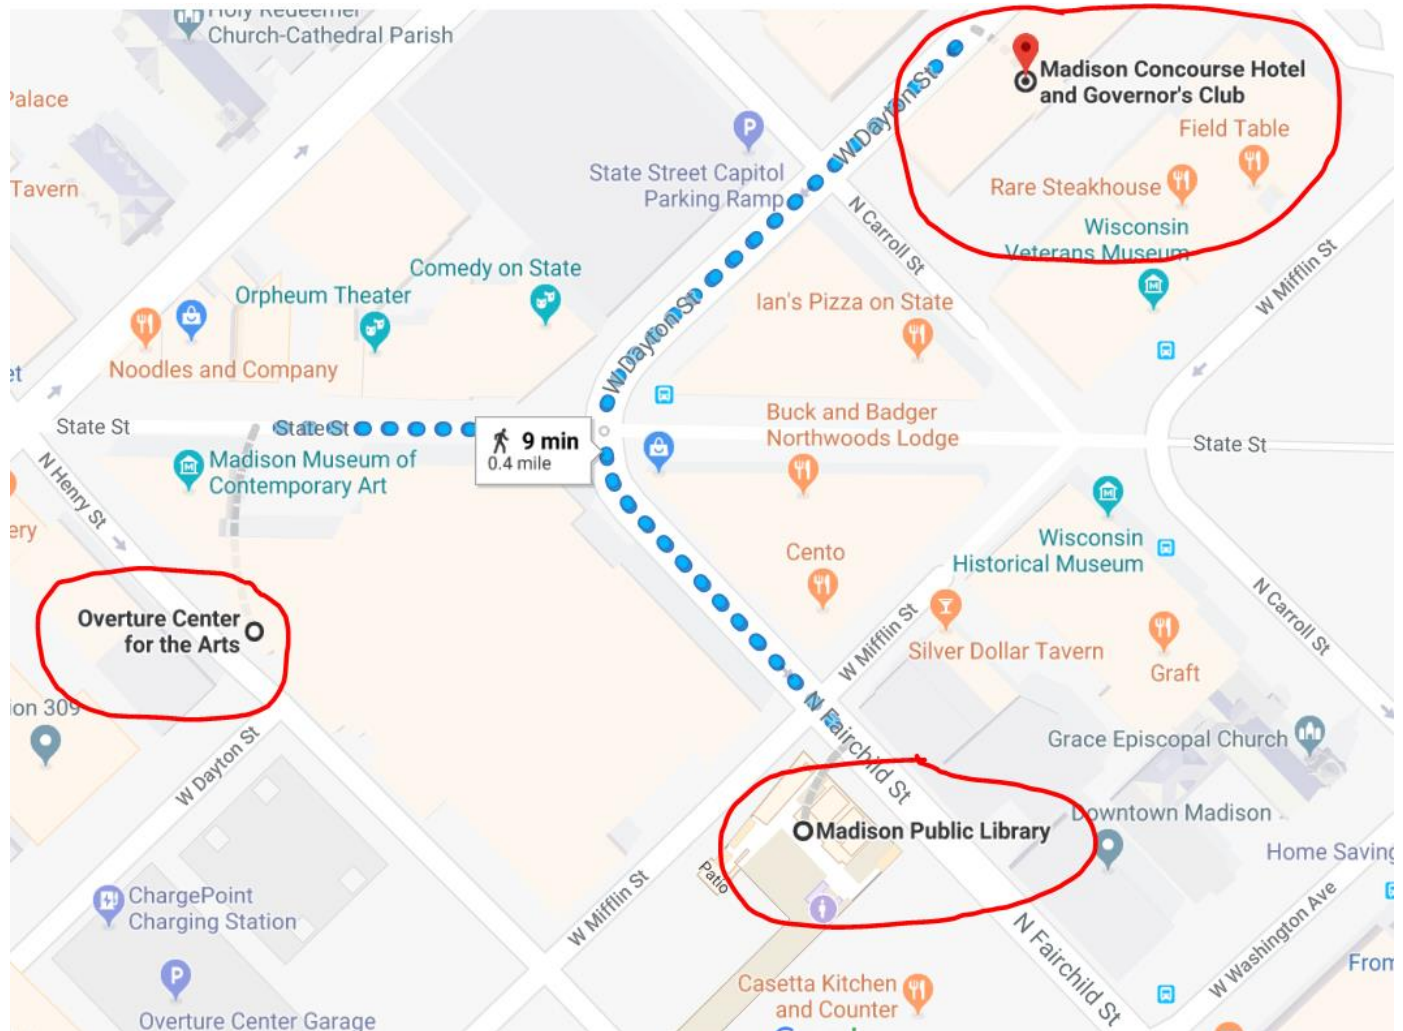 Holy Redeemer
Church-Cathedral Parish
Palace
Tavern
Madison Concourse Hotel
and Governor's Club
Field Table
Rare Steakhouse
Wisconsin
Veterans Museum
W Dayton St
State Street Capitol
Parking Ramp
N Carroll St
W Mifflin St
Comedy on State
Orpheum Theater
Ian's Pizza on State
Noodles and Company
W Dayton St
State St
State St
9 min
0.4 mile
Buck and Badger
Northwoods Lodge
State St
Madison Museum of
Contemporary Art
N Henry St
ery
Wisconsin
Historical Museum
Cento
Overture Center
for the Arts
W Mifflin St
Silver Dollar Tavern
Graft
N Carroll St
ion 309
W Dayton St
N Fairchild St
Grace Episcopal Church
Madison Public Library
Downtown Madison
Home Saving
Patio
ChargePoint
Charging Station
W Mifflin St
N Fairchild St
W Washington Ave
From
Casetta Kitchen
and Counter
Overture Center Garage